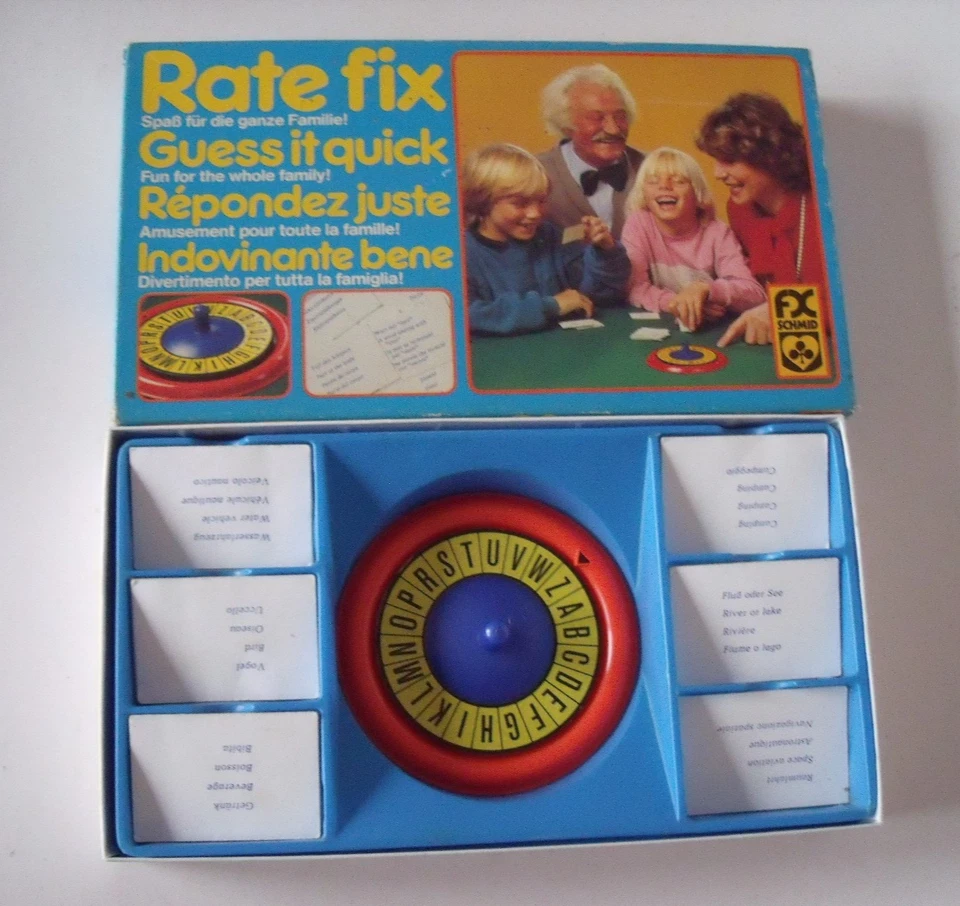 Rate fix
Spaß für die ganze Familie!
Guess it quick
Fun for the whole family!
Répondez juste
Amusement pour toute la famille!
Indovinante bene
Divertimento per tutta la famiglia!
FX
SCHMID
Wasserfahrzeug
Water vehicle
Véhicule nautique
Veicolo nautico
Vogel
Bird
Oiseau
Uccello
Getränk
Beverage
Boisson
Bibita
A B C D E F G H I K L M N O P R S T U V W Z
Camping
Camping
Camping
Campeggio
Fluß oder See
River or lake
Rivière
Fiume o lago
Raumfahrt
Space aviation
Astronautique
Navigazione spaziale